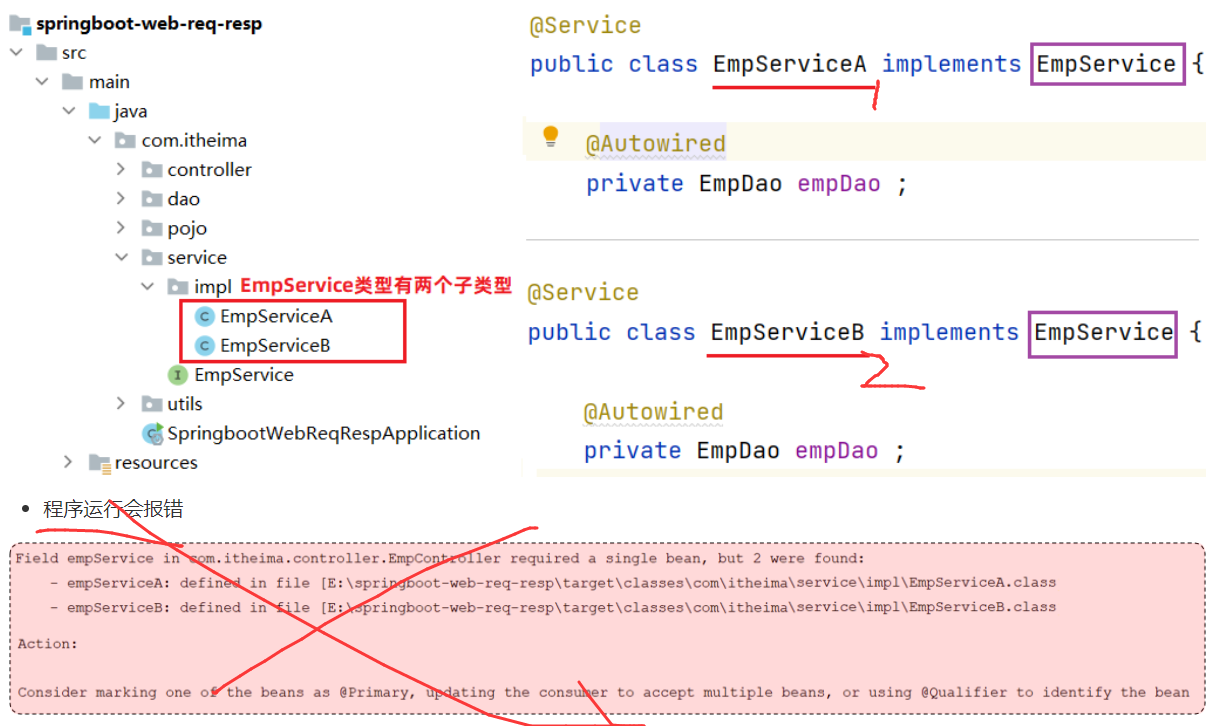 springboot-web-req-resp
src
main
java
com.itheima
controller
dao
pojo
service
impl EmpService类型有两个子类型
EmpServiceA
EmpServiceB
EmpService
utils
SpringbootWebReqRespApplication
resources
@Service
public class EmpServiceA implements EmpService {
@Autowired
private EmpDao empDao ;
@Service
public class EmpServiceB implements EmpService {
@Autowired
private EmpDao empDao ;
• 程序运行会报错
Field empService in com.itheima.controller.EmpController required a single bean, but 2 were found:
- empServiceA: defined in file [E:\springboot-web-req-resp\target\classes\com\itheima\service\impl\EmpServiceA.class
- empServiceB: defined in file [E:\springboot-web-req-resp\target\classes\com\itheima\service\impl\EmpServiceB.class
Action:
Consider marking one of the beans as @Primary, updating the consumer to accept multiple beans, or using @Qualifier to identify the bean